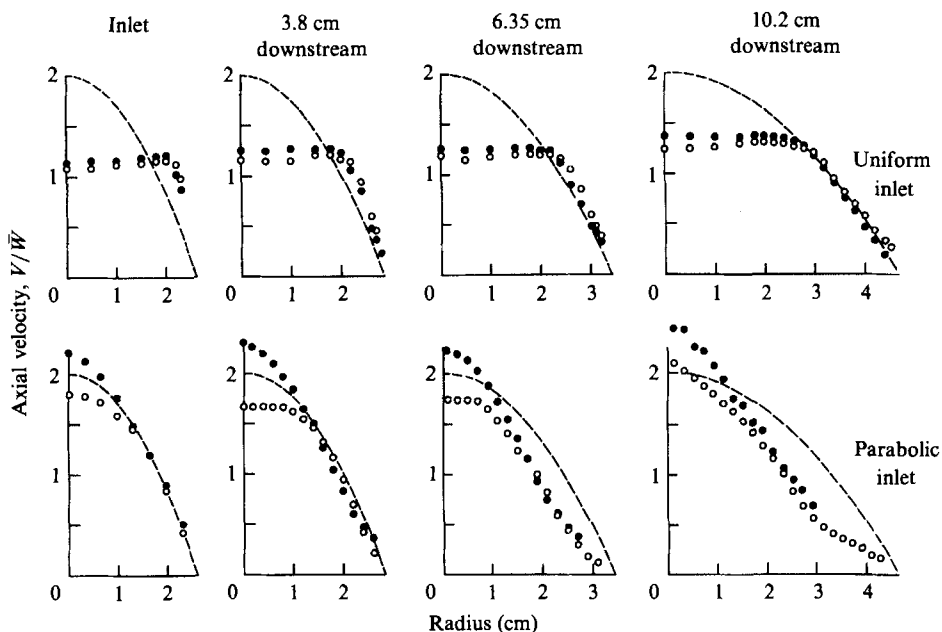 Inlet
3.8 cm
downstream
6.35 cm
downstream
10.2 cm
downstream
Axial velocity, V/W̅
2
1
0 1 2
2
1
0 1 2
2
1
0 1 2 3
2
1
0 1 2 3 4
Uniform
inlet
2
1
0 1 2
2
1
0 1 2
2
1
0 1 2 3
2
1
0 1 2 3 4
Parabolic
inlet
Radius (cm)